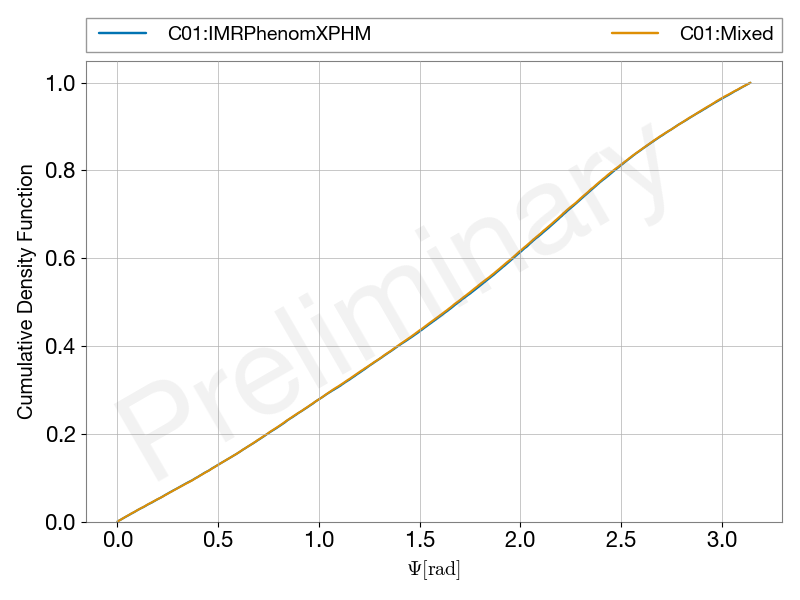 C01:IMRPhenomXPHM C01:Mixed
Cumulative Density Function
1.0
0.8
0.6
0.4
0.2
0.0
Preliminary
0.0 0.5 1.0 1.5 2.0 2.5 3.0
Ψ[rad]